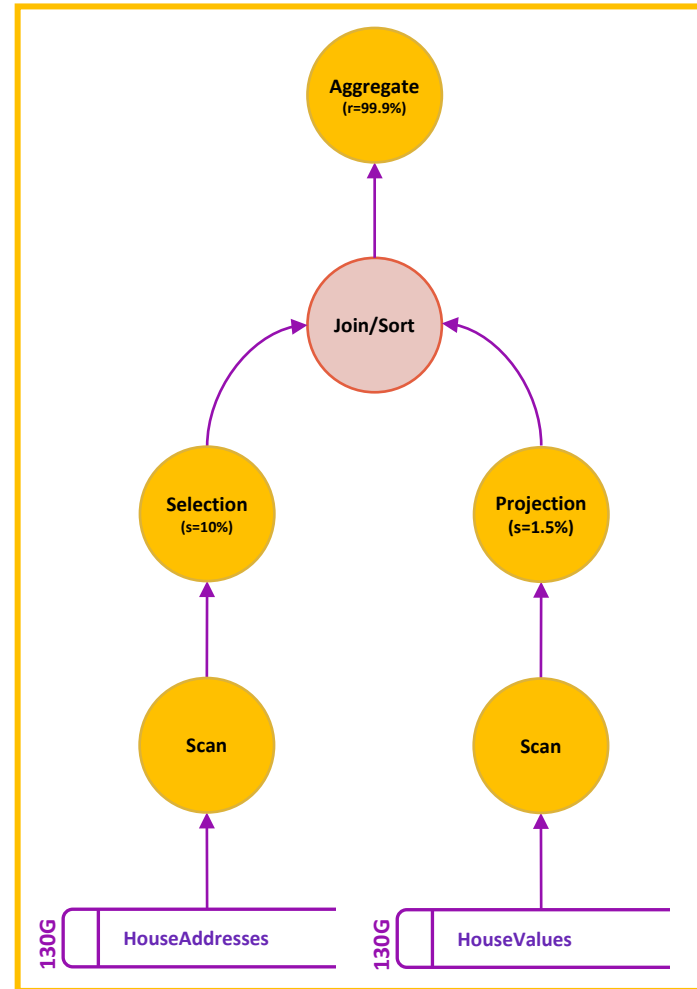 Aggregate
(r=99.9%)
Join/Sort
Selection
(s=10%)
Projection
(s=1.5%)
Scan
Scan
130G
HouseAddresses
130G
HouseValues